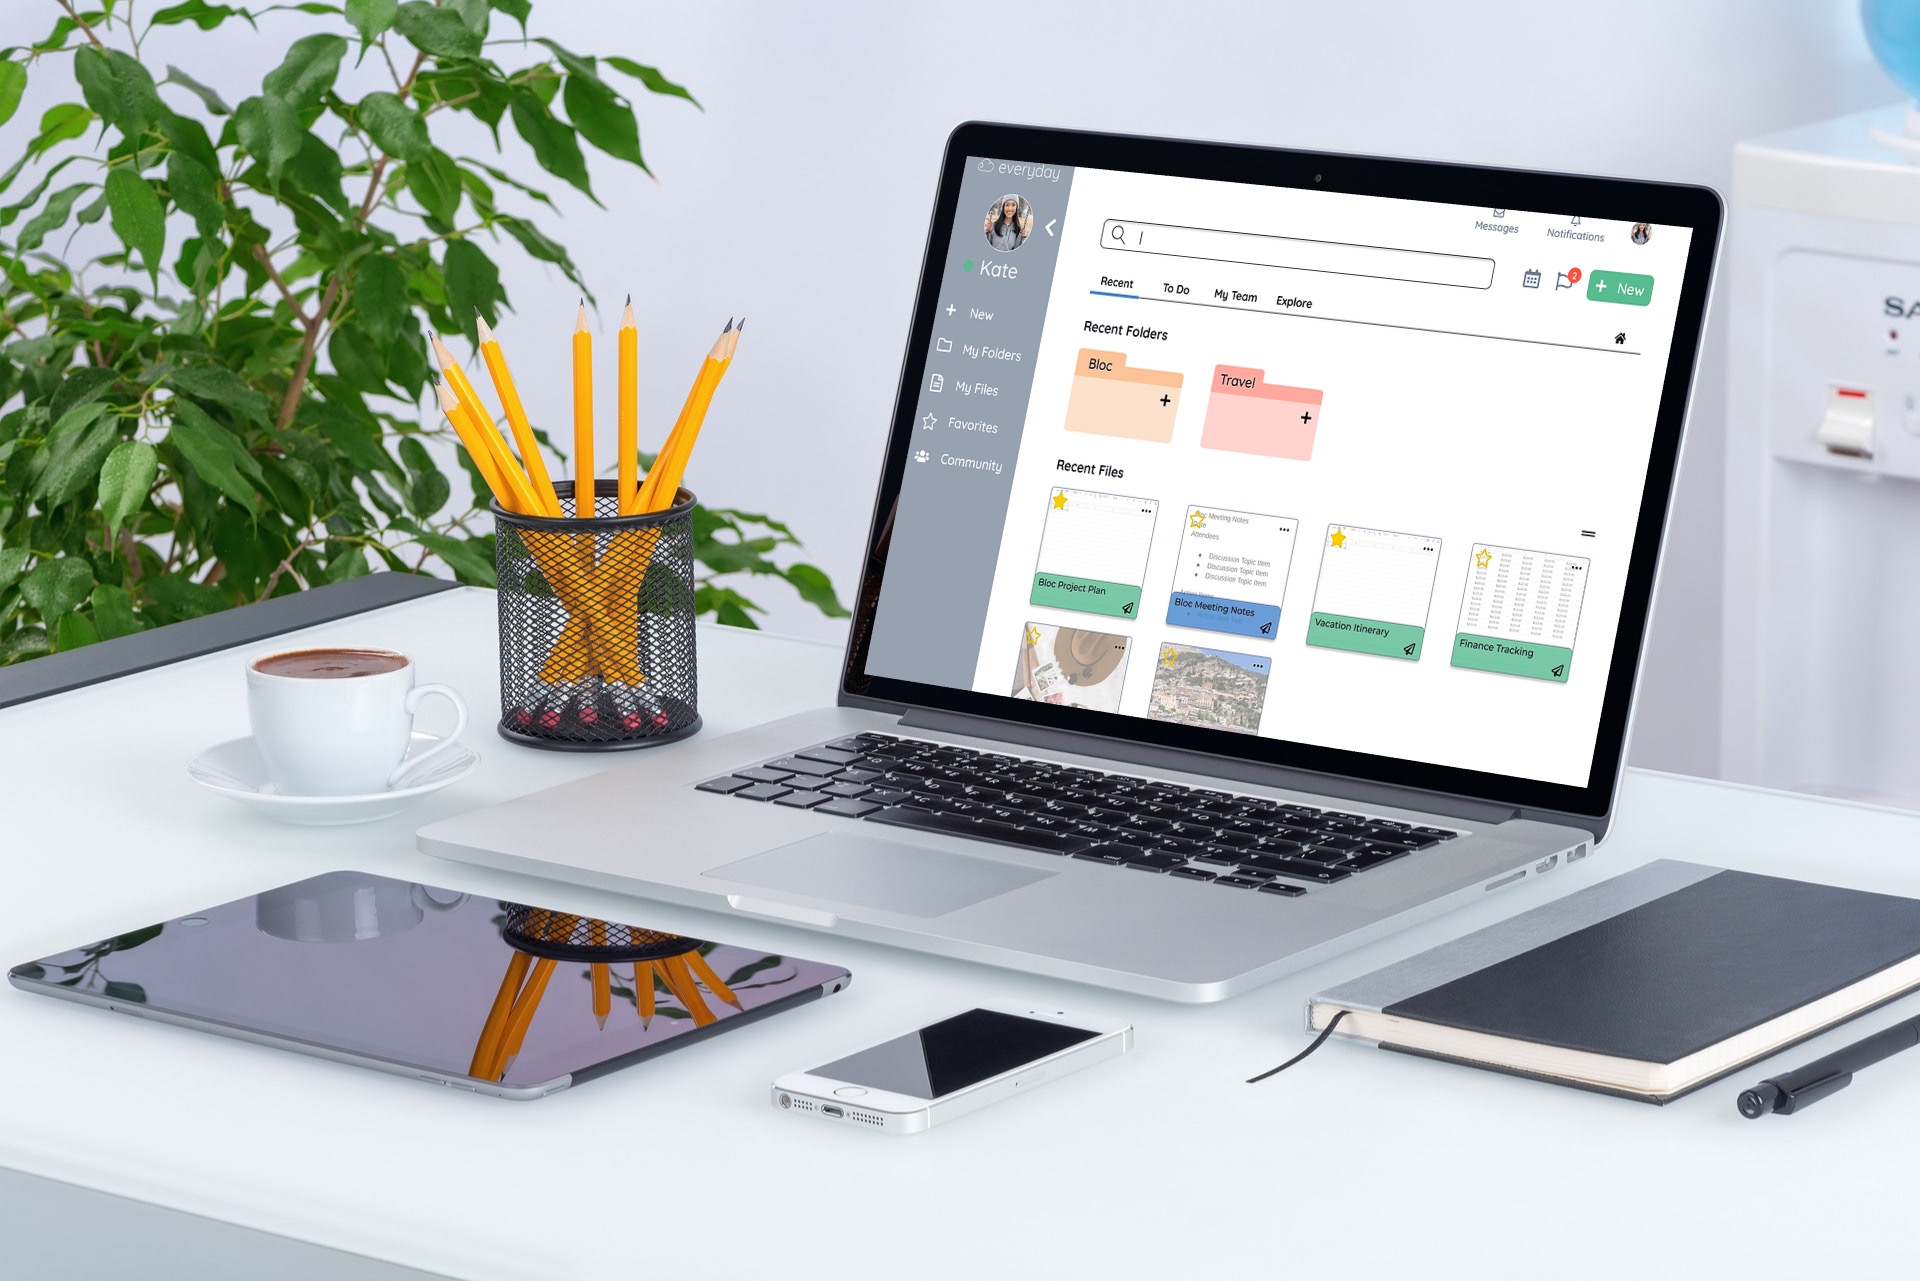 everyday
Kate
New
My Folders
My Files
Favorites
Community
Messages
Notifications
2
+ New
Recent
To Do
My Team
Explore
Recent Folders
Bloc
Travel
Recent Files
Bloc Project Plan
Bloc Meeting Notes
Attendees
Discussion Topic Item
Discussion Topic Item
Discussion Topic Item
Bloc Meeting Notes
Vacation Itinerary
Finance Tracking
SA